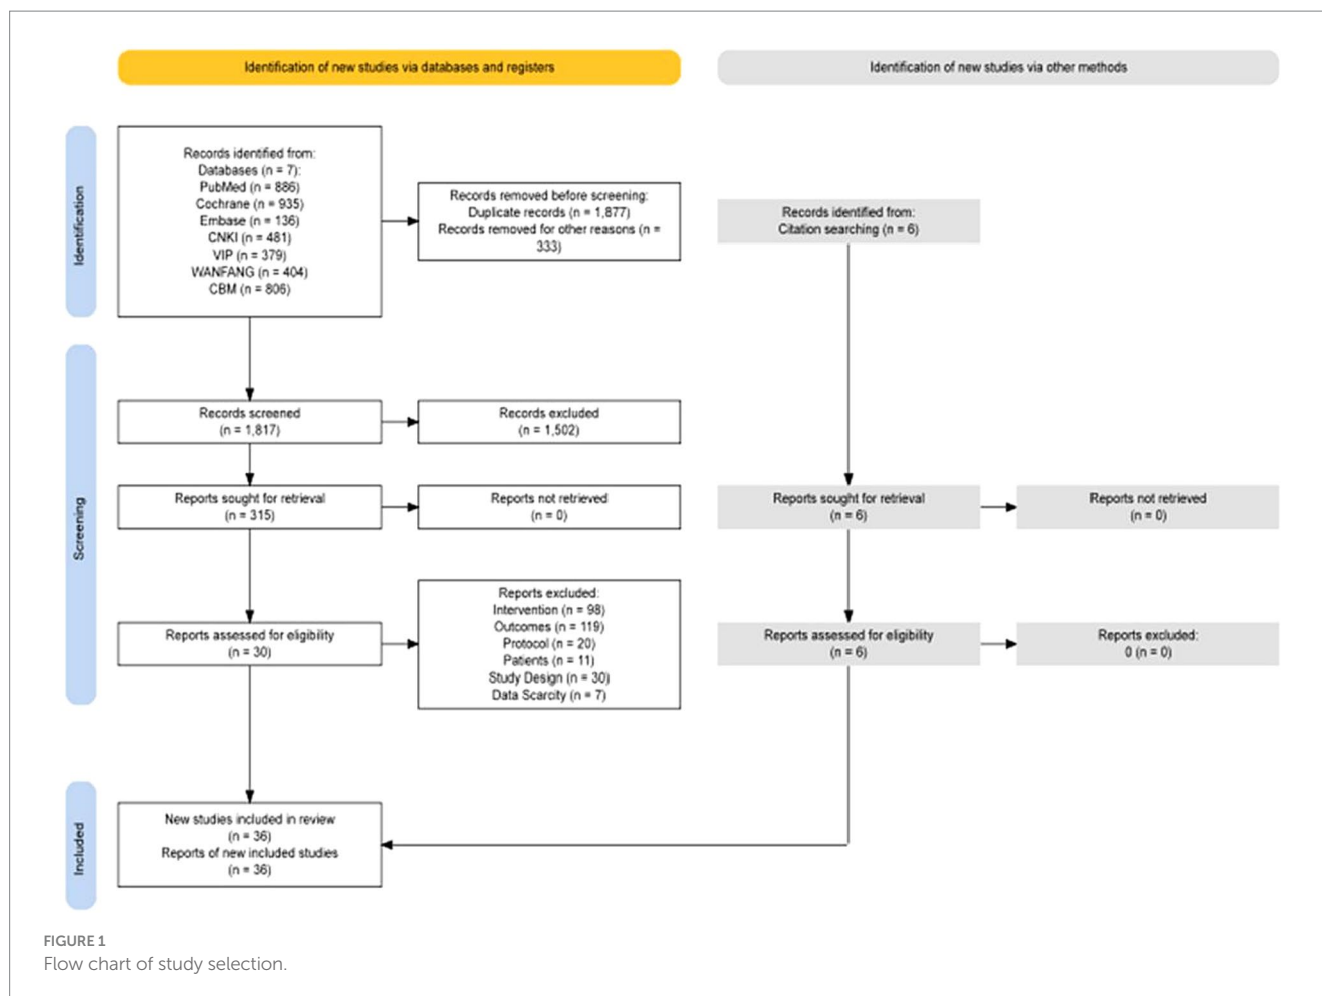 Identification of new studies via databases and registers
Identification of new studies via other methods
Identification
Records identified from:
Databases (n = 7):
PubMed (n = 886)
Cochrane (n = 935)
Embase (n = 136)
CNKI (n = 481)
VIP (n = 379)
WANFANG (n = 404)
CBM (n = 806)
Records removed before screening:
Duplicate records (n = 1,877)
Records removed for other reasons (n =
333)
Records identified from:
Citation searching (n = 6)
Screening
Records screened
(n = 1,817)
Records excluded
(n = 1,502)
Reports sought for retrieval
(n = 315)
Reports not retrieved
(n = 0)
Reports sought for retrieval
(n = 6)
Reports not retrieved
(n = 0)
Reports assessed for eligibility
(n = 30)
Reports excluded:
Intervention (n = 98)
Outcomes (n = 119)
Protocol (n = 20)
Patients (n = 11)
Study Design (n = 30)
Data Scarcity (n = 7)
Reports assessed for eligibility
(n = 6)
Reports excluded:
0 (n = 0)
Included
New studies included in review
(n = 36)
Reports of new included studies
(n = 36)
FIGURE 1
Flow chart of study selection.